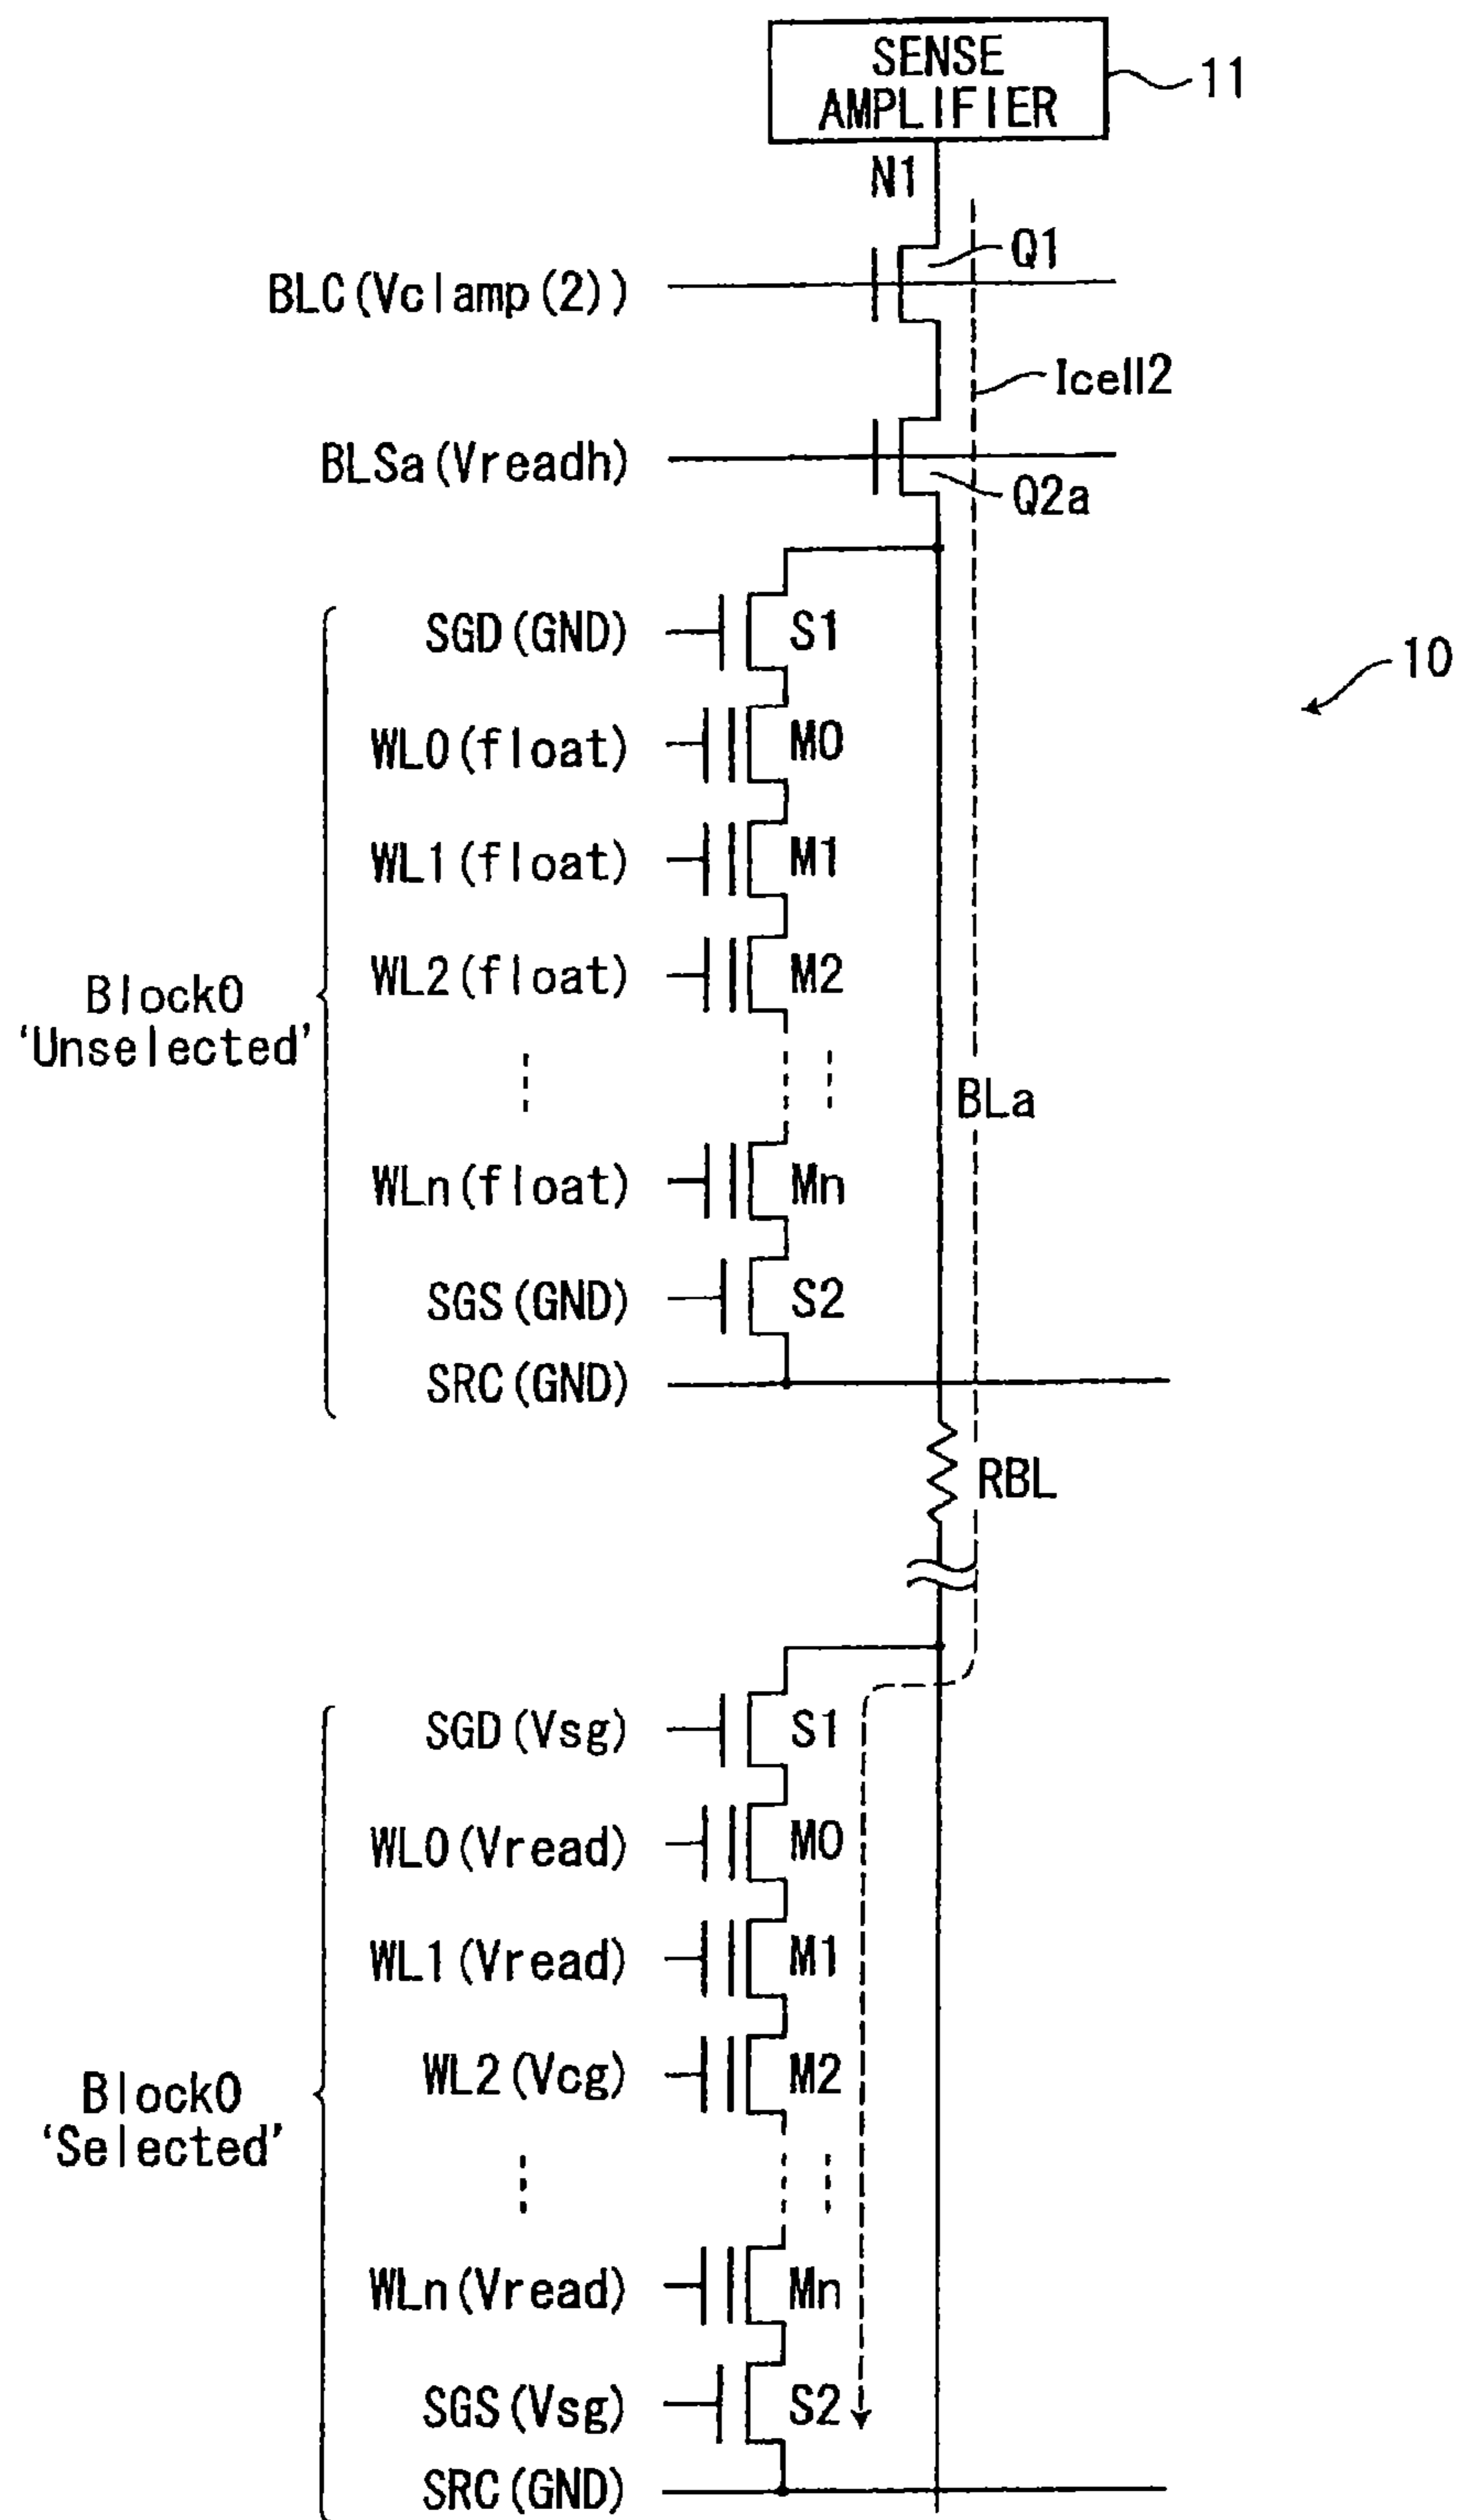 SENSE
AMPLIFIER
11
N1
Q1
BLC(Vclamp(2))
Icell2
BLSa(Vreadh)
Q2a
SGD(GND) S1
10
WL0(float) M0
WL1(float) M1
WL2(float) M2
Block0
'Unselected'
BLa
WLn(float) Mn
SGS(GND) S2
SRC(GND)
RBL
SGD(Vsg) S1
WL0(Vread) M0
WL1(Vread) M1
WL2(Vcg) M2
Block0
'Selected'
WLn(Vread) Mn
SGS(Vsg) S2
SRC(GND)